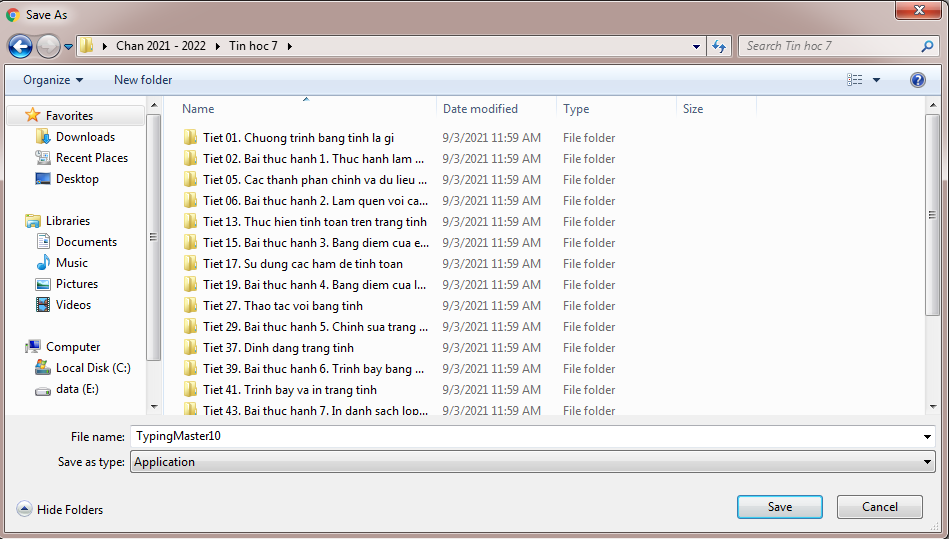 Save As
Chan 2021 - 2022 Tin hoc 7
Search Tin hoc 7
Organize New folder
Name Date modified Type Size
Favorites
Downloads
Recent Places
Desktop
Libraries
Documents
Music
Pictures
Videos
Computer
Local Disk (C:)
data (E:)
Tiet 01. Chuong trinh bang tinh la gi 9/3/2021 11:59 AM File folder
Tiet 02. Bai thuc hanh 1. Thuc hanh lam ... 9/3/2021 11:59 AM File folder
Tiet 05. Cac thanh phan chinh va du lieu ... 9/3/2021 11:59 AM File folder
Tiet 06. Bai thuc hanh 2. Lam quen voi ca... 9/3/2021 11:59 AM File folder
Tiet 13. Thuc hien tinh toan tren trang tinh 9/3/2021 11:59 AM File folder
Tiet 15. Bai thuc hanh 3. Bang diem cua e... 9/3/2021 11:59 AM File folder
Tiet 17. Su dung cac ham de tinh toan 9/3/2021 11:59 AM File folder
Tiet 19. Bai thuc hanh 4. Bang diem cua l... 9/3/2021 11:59 AM File folder
Tiet 27. Thao tac voi bang tinh 9/3/2021 11:59 AM File folder
Tiet 29. Bai thuc hanh 5. Chinh sua trang ... 9/3/2021 11:59 AM File folder
Tiet 37. Dinh dang trang tinh 9/3/2021 11:59 AM File folder
Tiet 39. Bai thuc hanh 6. Trinh bay bang ... 9/3/2021 11:59 AM File folder
Tiet 41. Trinh bay va in trang tinh 9/3/2021 11:59 AM File folder
Tiet 43. Bai thuc hanh 7. In danh sach lop... 9/3/2021 11:59 AM File folder
File name: TypingMaster10
Save as type: Application
Hide Folders
Save Cancel